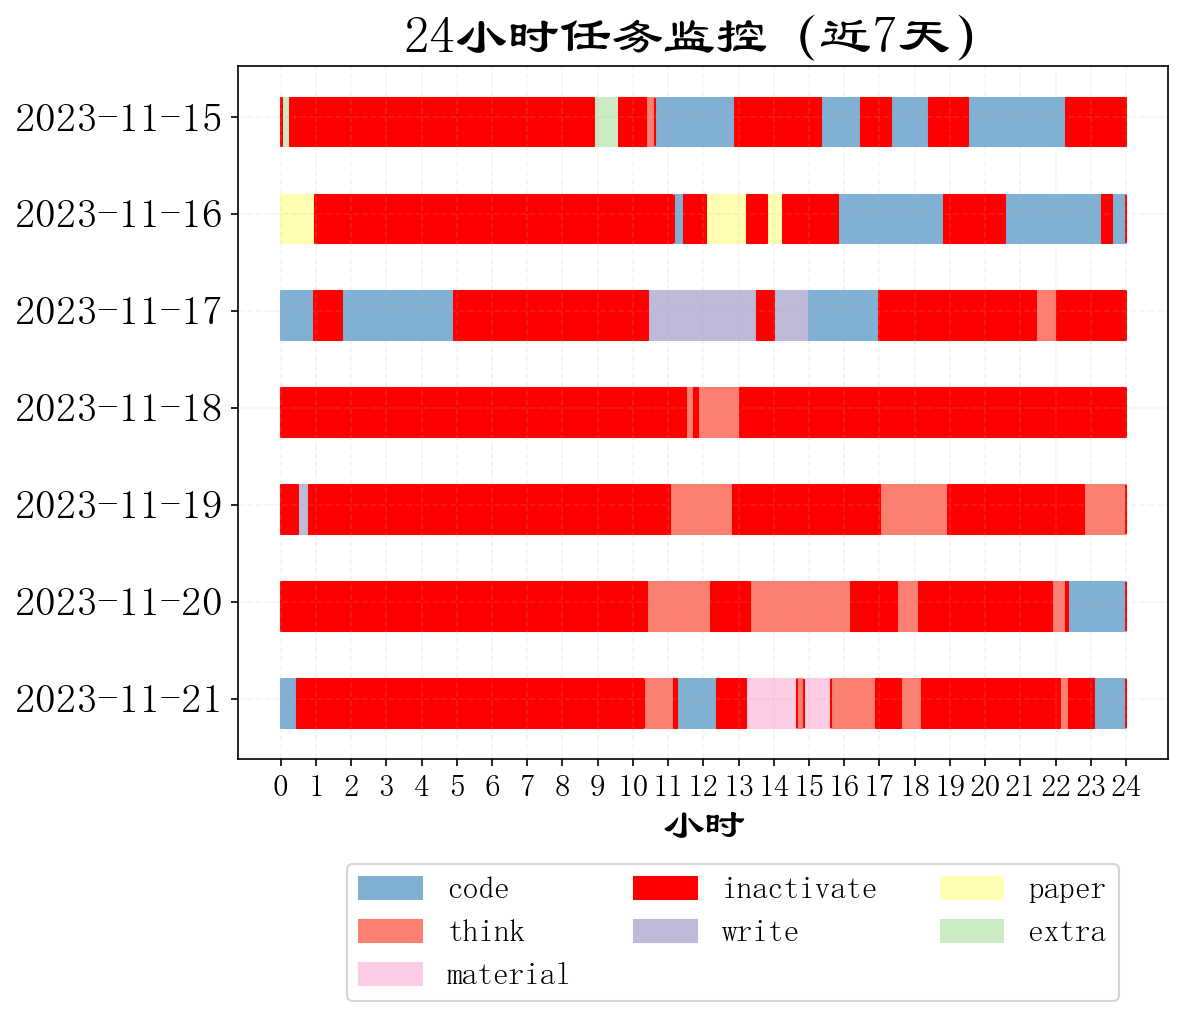 24小时任务监控 (近7天)
2023-11-15
2023-11-16
2023-11-17
2023-11-18
2023-11-19
2023-11-20
2023-11-21
0 1 2 3 4 5 6 7 8 9 10 11 12 13 14 15 16 17 18 19 20 21 22 23 24
小时
code inactivate paper
think write extra
material